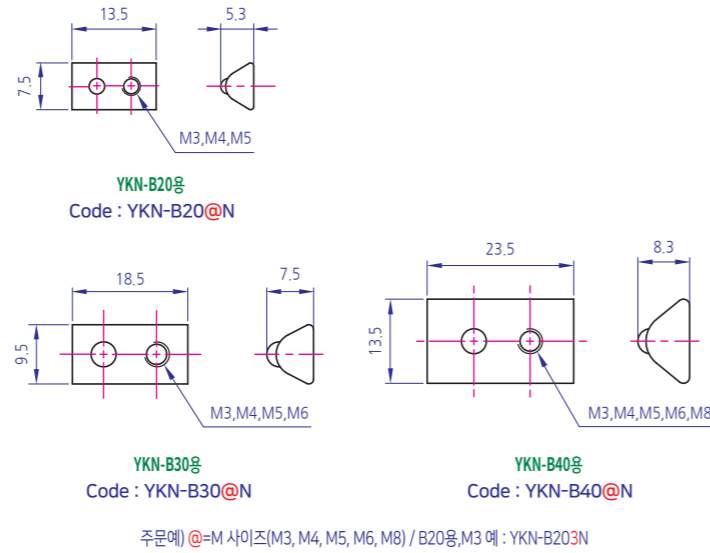 13.5
5.3
7.5
M3,M4,M5
YKN-B20용
Code : YKN-B20@N
18.5
7.5
9.5
M3,M4,M5,M6
YKN-B30용
Code : YKN-B30@N
23.5
8.3
13.5
M3,M4,M5,M6,M8
YKN-B40용
Code : YKN-B40@N
주문예) @=M 사이즈(M3, M4, M5, M6, M8) / B20용,M3 예 : YKN-B203N